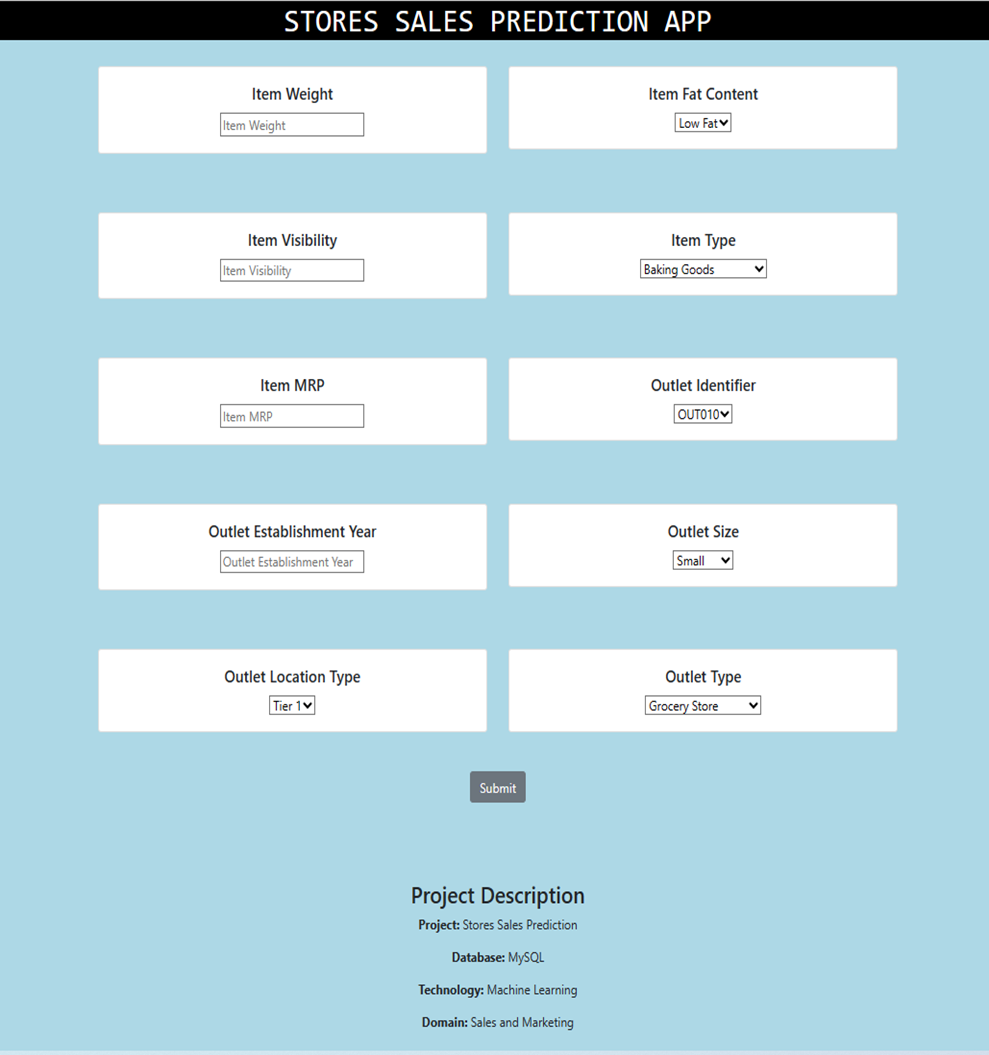 STORES SALES PREDICTION APP
Item Weight
Item Weight
Item Fat Content
Low Fat
Item Visibility
Item Visibility
Item Type
Baking Goods
Item MRP
Item MRP
Outlet Identifier
OUT010
Outlet Establishment Year
Outlet Establishment Year
Outlet Size
Small
Outlet Location Type
Tier 1
Outlet Type
Grocery Store
Submit
Project Description
Project: Stores Sales Prediction
Database: MySQL
Technology: Machine Learning
Domain: Sales and Marketing